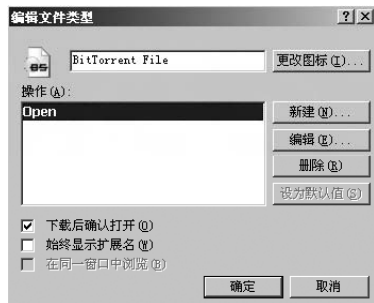 编辑文件类型
BitTorrent File
更改图标(I)...
操作(A):
Open
新建(N)...
编辑(E)...
删除(R)
设为默认值(S)
下载后确认打开(O)
始终显示扩展名(W)
在同一窗口中浏览(B)
确定
取消